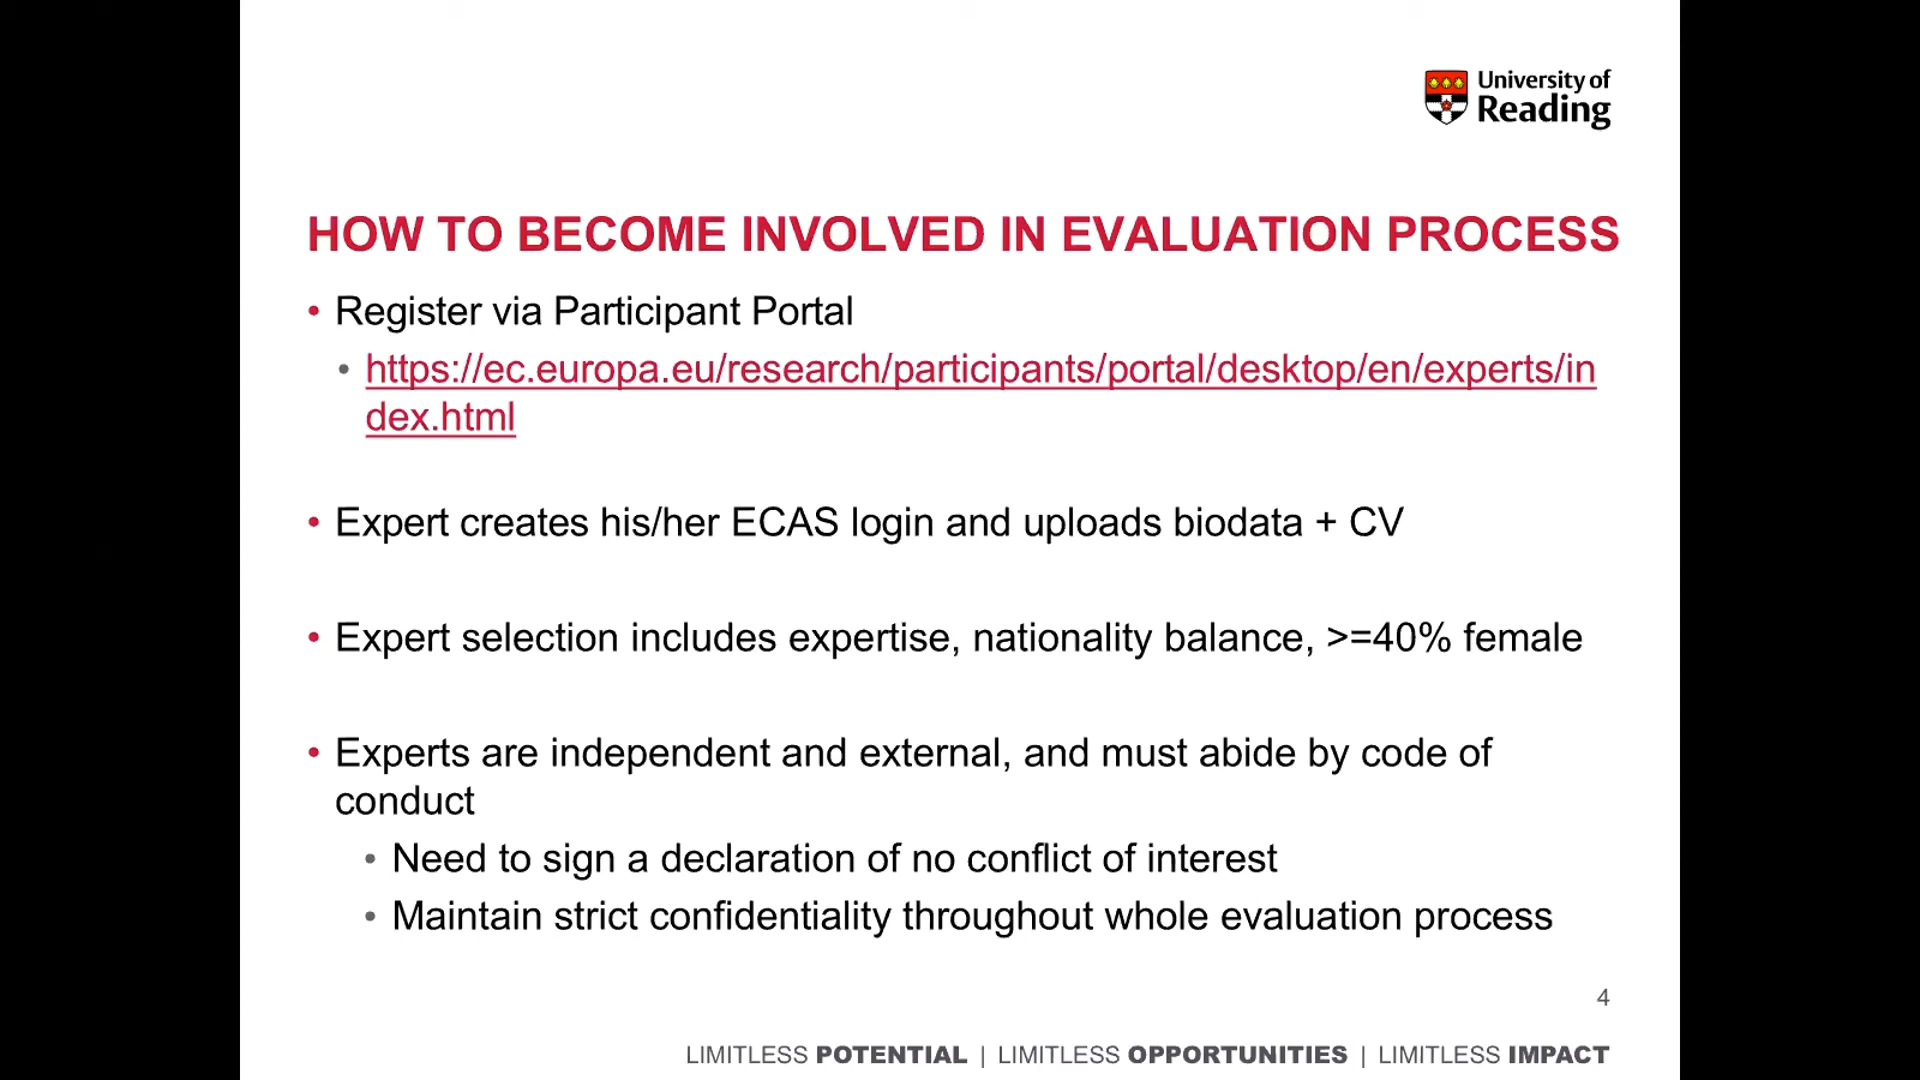 University of
Reading
HOW TO BECOME INVOLVED IN EVALUATION PROCESS
• Register via Participant Portal
• https://ec.europa.eu/research/participants/portal/desktop/en/experts/in
dex.html
• Expert creates his/her ECAS login and uploads biodata + CV
• Expert selection includes expertise, nationality balance, >=40% female
• Experts are independent and external, and must abide by code of
conduct
• Need to sign a declaration of no conflict of interest
• Maintain strict confidentiality throughout whole evaluation process
4
LIMITLESS POTENTIAL | LIMITLESS OPPORTUNITIES | LIMITLESS IMPACT